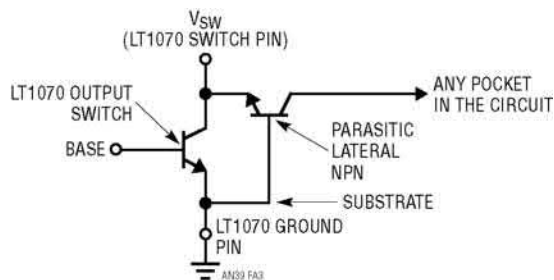 VSW
(LT1070 SWITCH PIN)
LT1070 OUTPUT
SWITCH
ANY POCKET
IN THE CIRCUIT
PARASITIC
LATERAL
NPN
BASE
SUBSTRATE
LT1070 GROUND
PIN
AN39 FA3